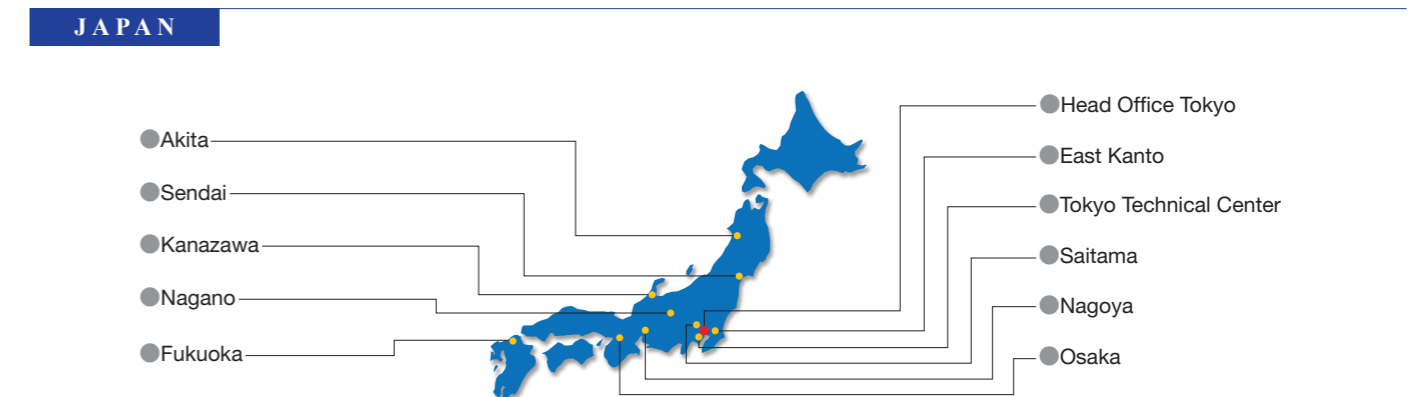 JAPAN
Akita
Sendai
Kanazawa
Nagano
Fukuoka
Head Office Tokyo
East Kanto
Tokyo Technical Center
Saitama
Nagoya
Osaka